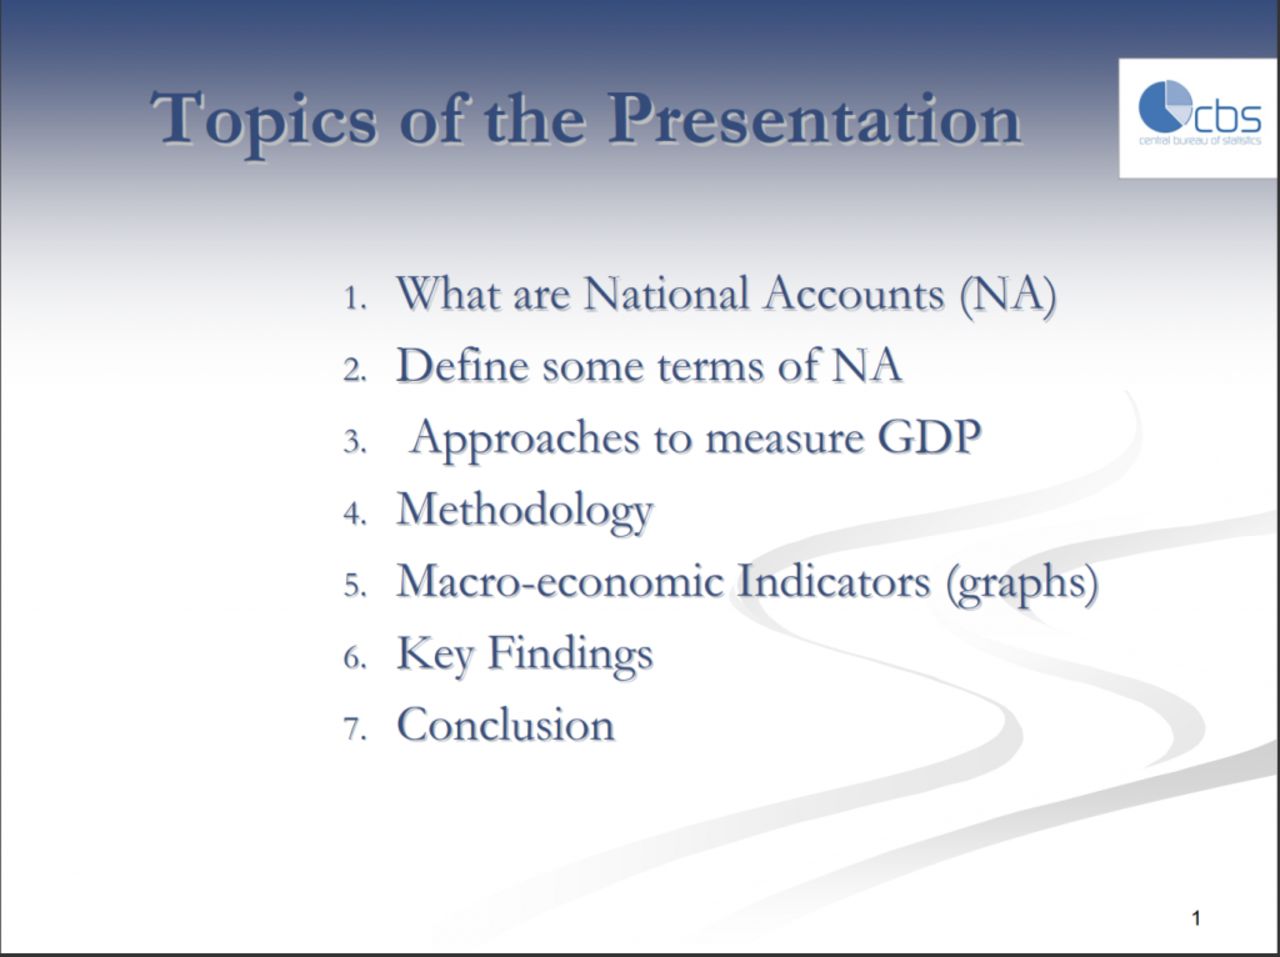 Topics of the Presentation
cbs
central bureau of statistics
1. What are National Accounts (NA)
2. Define some terms of NA
3. Approaches to measure GDP
4. Methodology
5. Macro-economic Indicators (graphs)
6. Key Findings
7. Conclusion
1